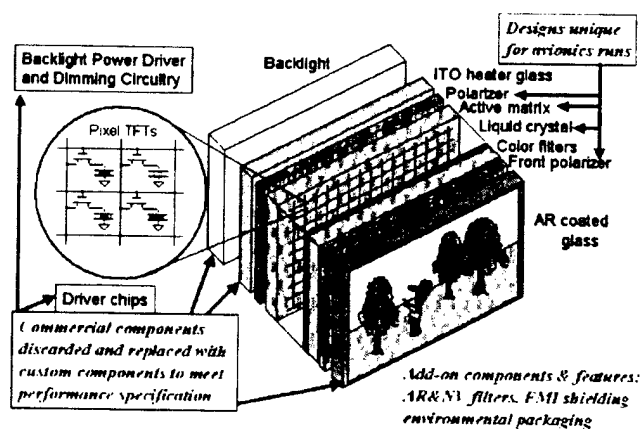 Designs unique
for avionics runs
Backlight Power Driver
and Dimming Circuitry
Backlight
ITO heater glass
Polarizer
Active matrix
Liquid crystal
Color filters
Front polarizer
Pixel TFTs
AR coated
glass
Driver chips
Commercial components
discarded and replaced with
custom components to meet
performance specification
Add-on components & features:
AR&NV filters, EMI shielding
environmental packaging